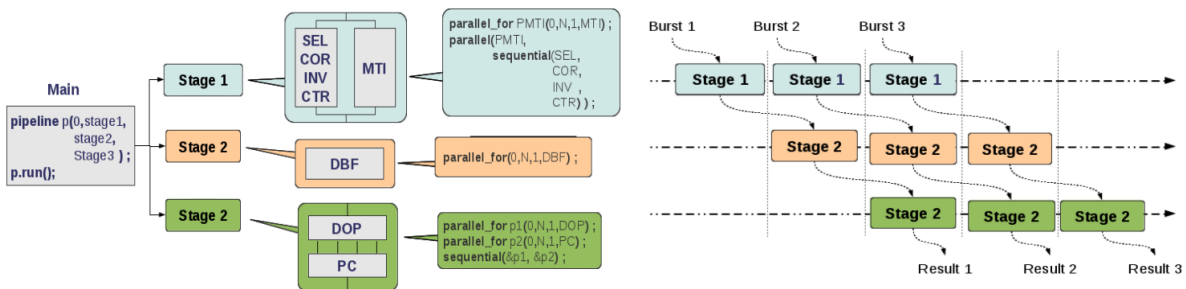 Main
pipeline p(0,stage1,
stage2,
Stage3 ) ;
p.run();
Stage 1
SEL
COR
INV
CTR
MTI
parallel_for PMTI(0,N,1,MTI) ;
parallel(PMTI,
sequential(SEL,
COR,
INV ,
CTR) ) ;
Stage 2
DBF
parallel_for(0,N,1,DBF) ;
Stage 2
DOP
PC
parallel_for p1(0,N,1,DOP) ;
parallel_for p2(0,N,1,PC) ;
sequential(&p1, &p2) ;
Burst 1 Burst 2 Burst 3
Stage 1 Stage 1 Stage 1
Stage 2 Stage 2 Stage 2
Stage 2 Stage 2 Stage 2
Result 1 Result 2 Result 3